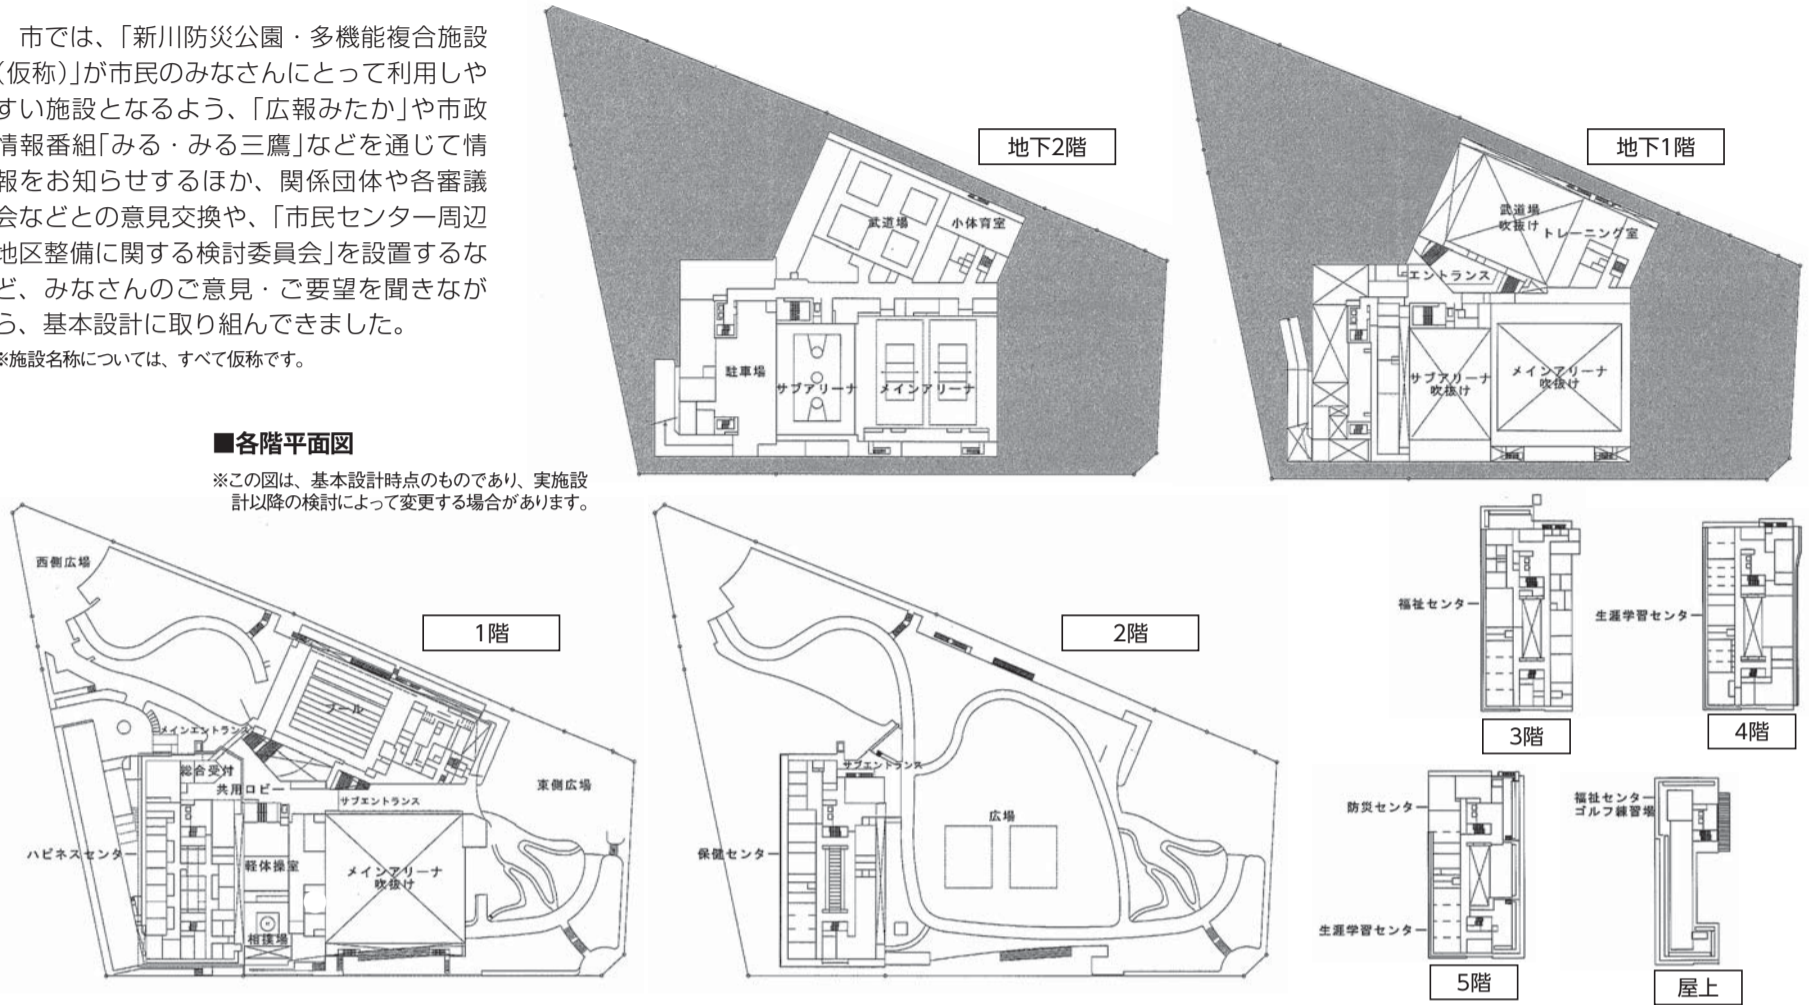 市では、「新川防災公園・多機能複合施設
(仮称)」が市民のみなさんにとって利用しや
すい施設となるよう、「広報みたか」や市政
情報番組「みる・みる三鷹」などを通じて情
報をお知らせするほか、関係団体や各審議
会などとの意見交換や、「市民センター周辺
地区整備に関する検討委員会」を設置するな
ど、みなさんのご意見・ご要望を聞きなが
ら、基本設計に取り組んできました。
※施設名称については、すべて仮称です。
■各階平面図
※この図は、基本設計時点のものであり、実施設
計以降の検討によって変更する場合があります。
地下2階
武道場
小体育室
駐車場
サブアリーナ
メインアリーナ
地下1階
武道場
吹抜け
トレーニング室
エントランス
サブアリーナ
吹抜け
メインアリーナ
吹抜け
1階
西側広場
プール
メインエントランス
総合受付
共用ロビー
サブエントランス
東側広場
ハピネスセンター
軽体操室
メインアリーナ
吹抜け
相撲場
2階
サブエントランス
広場
保健センター
福祉センター
3階
生涯学習センター
4階
防災センター
生涯学習センター
5階
福祉センター
ゴルフ練習場
屋上